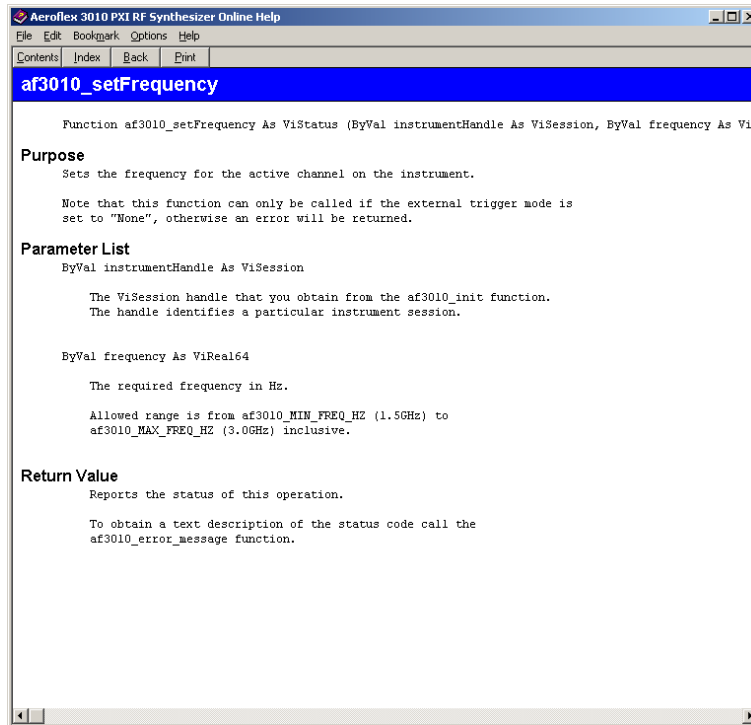 Aeroflex 3010 PXI RF Synthesizer Online Help
File Edit Bookmark Options Help
Contents Index Back Print
af3010_setFrequency
Function af3010_setFrequency As ViStatus (ByVal instrumentHandle As ViSession, ByVal frequency As Vi
Purpose
Sets the frequency for the active channel on the instrument.
Note that this function can only be called if the external trigger mode is
set to "None", otherwise an error will be returned.
Parameter List
ByVal instrumentHandle As ViSession
The ViSession handle that you obtain from the af3010_init function.
The handle identifies a particular instrument session.
ByVal frequency As ViReal64
The required frequency in Hz.
Allowed range is from af3010_MIN_FREQ_HZ (1.5GHz) to
af3010_MAX_FREQ_HZ (3.0GHz) inclusive.
Return Value
Reports the status of this operation.
To obtain a text description of the status code call the
af3010_error_message function.